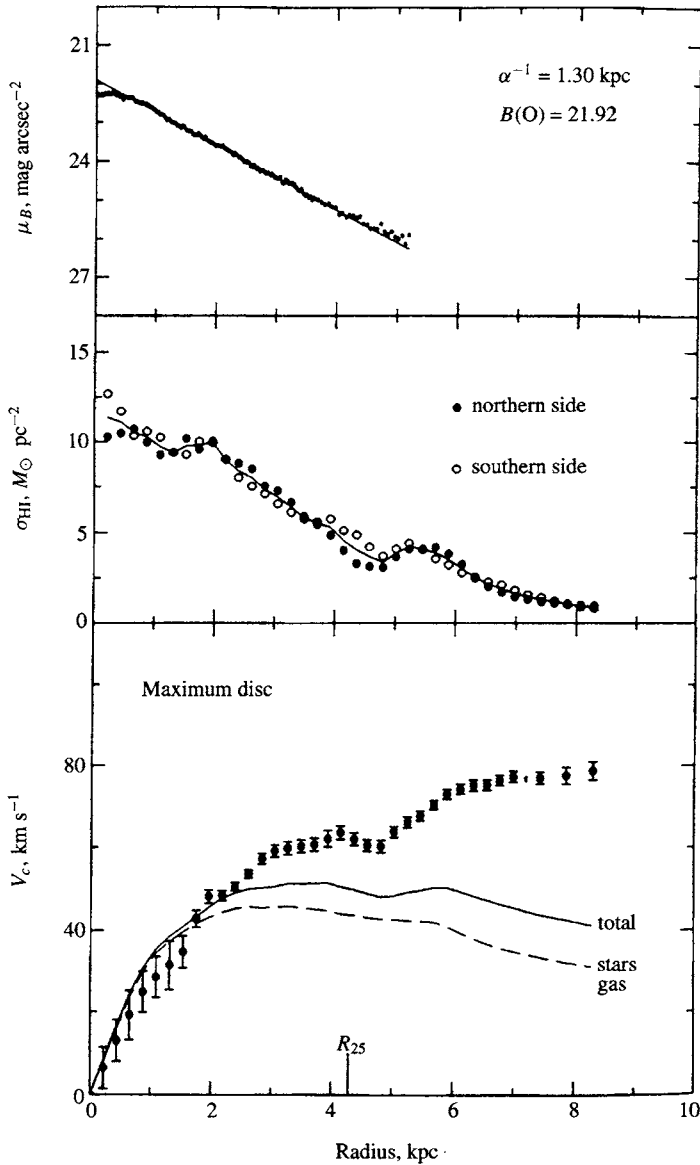 21
24
27
μ_B, mag arcsec⁻²
α⁻¹ = 1.30 kpc
B(O) = 21.92
15
10
5
0
σ_HI, M_⊙ pc⁻²
northern side
southern side
Maximum disc
80
40
0
V_c, km s⁻¹
total
stars
gas
R₂₅
0 2 4 6 8 10
Radius, kpc